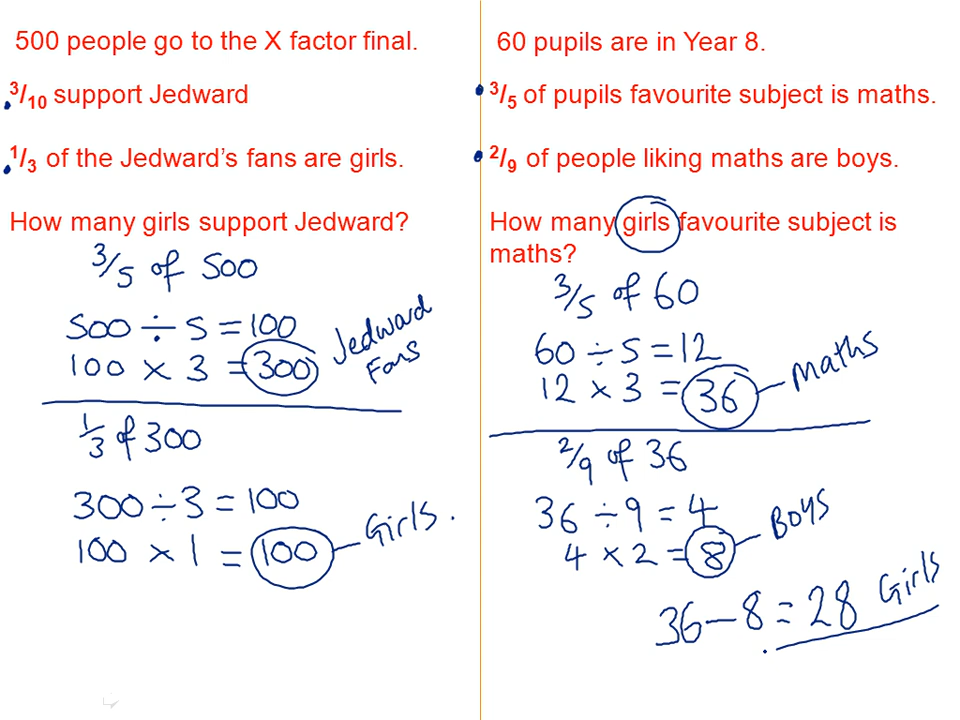 500 people go to the X factor final.
3/10 support Jedward
1/3 of the Jedward's fans are girls.
How many girls support Jedward?
3/5 of 500
500 ÷ 5 = 100
100 × 3 = 300
Jedward
Fans
1/3 of 300
300 ÷ 3 = 100
100 × 1 = 100
Girls.
60 pupils are in Year 8.
3/5 of pupils favourite subject is maths.
2/9 of people liking maths are boys.
How many girls favourite subject is
maths?
3/5 of 60
60 ÷ 5 = 12
12 × 3 = 36
Maths
2/9 of 36
36 ÷ 9 = 4
4 × 2 = 8
Boys
36 - 8 = 28 Girls